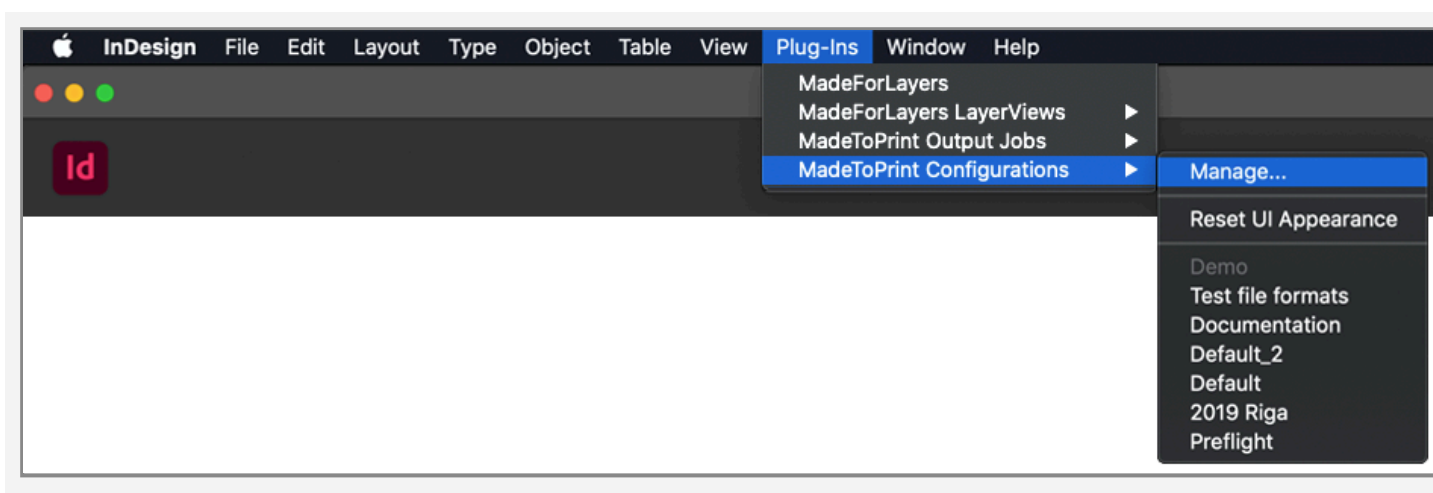 InDesign File Edit Layout Type Object Table View Plug-Ins Window Help
MadeForLayers
MadeForLayers LayerViews
MadeToPrint Output Jobs
MadeToPrint Configurations
Id
Manage...
Reset UI Appearance
Demo
Test file formats
Documentation
Default_2
Default
2019 Riga
Preflight